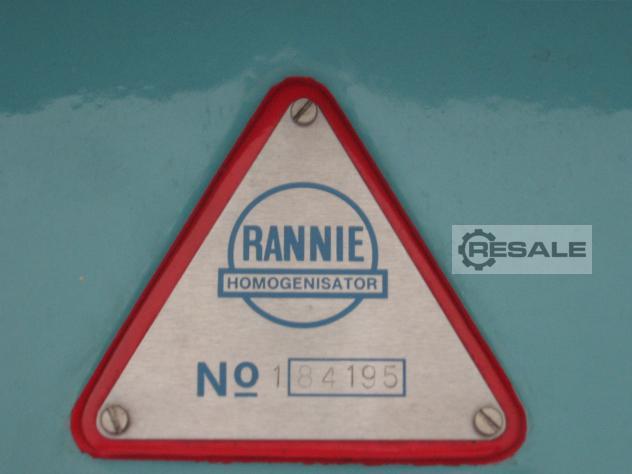 RANNIE
HOMOGENISATOR
No 184195
RESALE